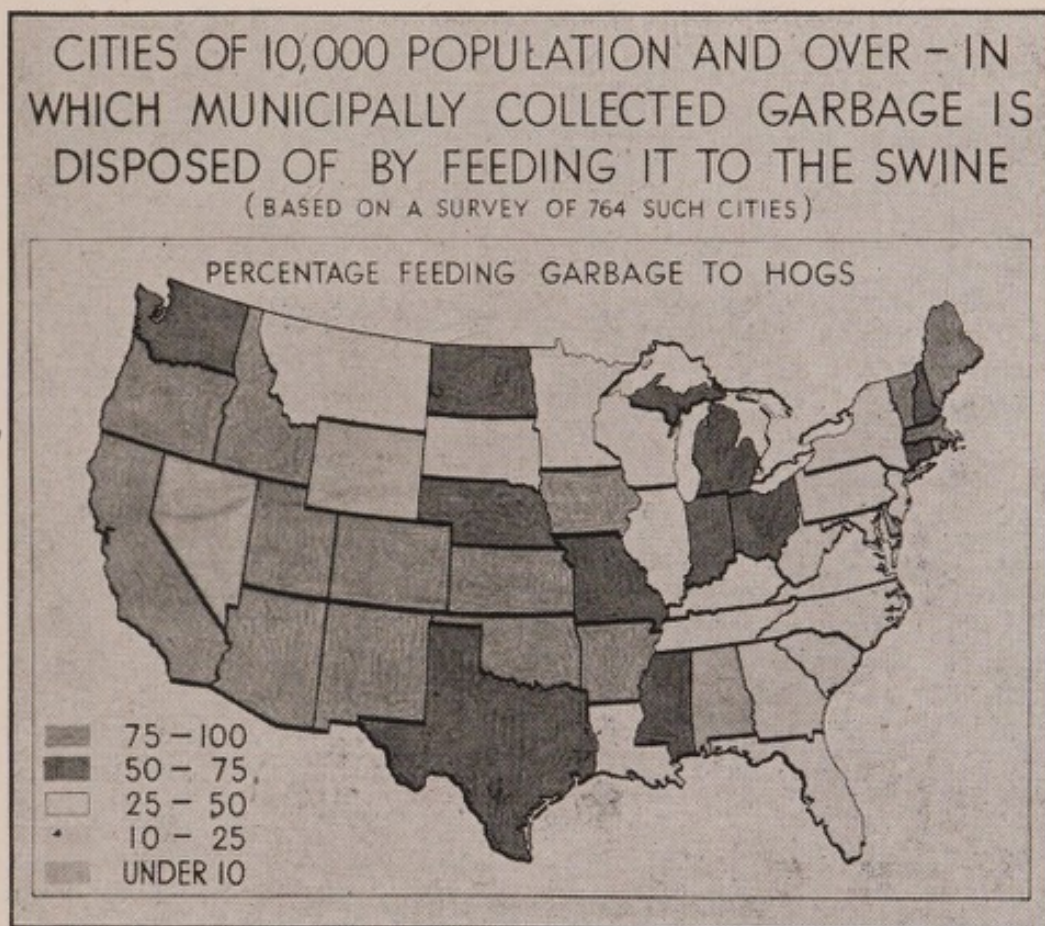 CITIES OF 10,000 POPULATION AND OVER – IN
WHICH MUNICIPALLY COLLECTED GARBAGE IS
DISPOSED OF BY FEEDING IT TO THE SWINE
(BASED ON A SURVEY OF 764 SUCH CITIES)
PERCENTAGE FEEDING GARBAGE TO HOGS
75 – 100
50 – 75
25 – 50
10 – 25
UNDER 10